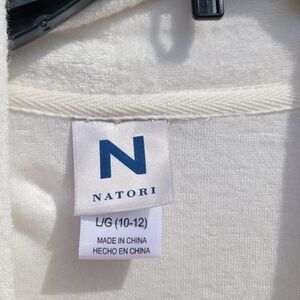 N
NATORI
L/G (10-12)
MADE IN CHINA
HECHO EN CHINA